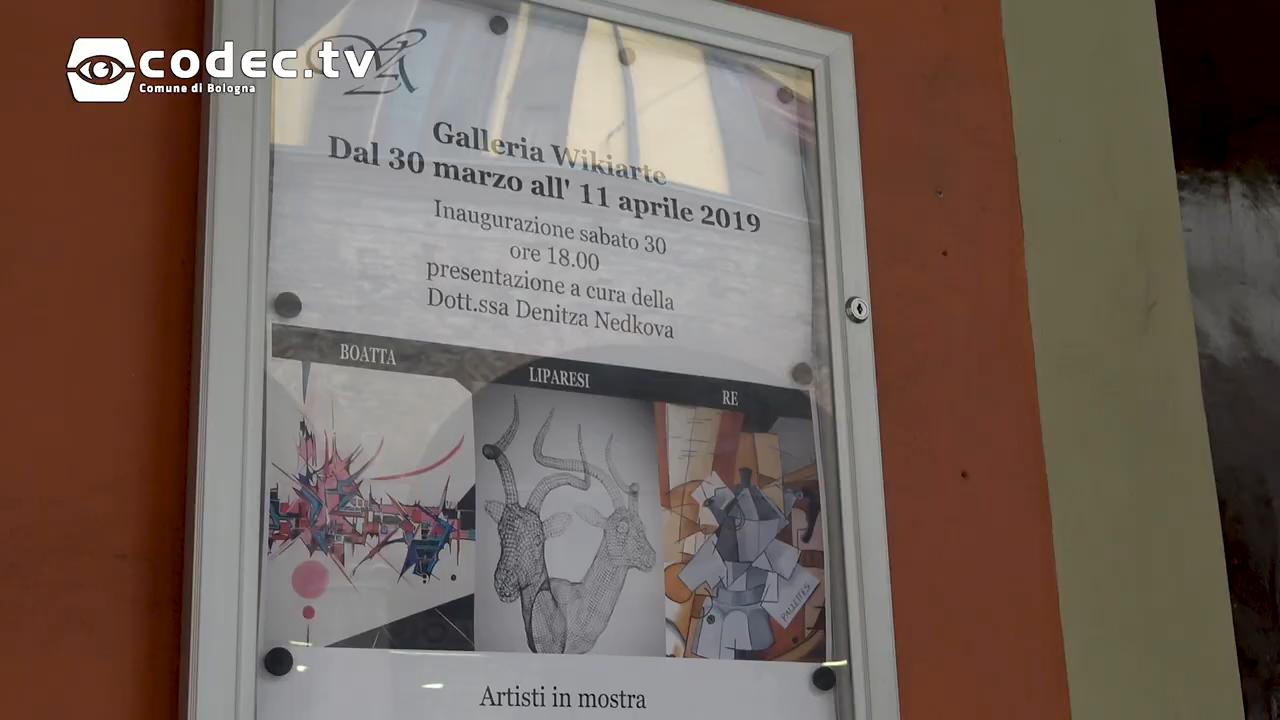 codec.tv
Comune di Bologna
Galleria Wikiarte
Dal 30 marzo all' 11 aprile 2019
Inaugurazione sabato 30
ore 18.00
presentazione a cura della
Dott.ssa Denitza Nedkova
BOATTA
LIPARESI
RE
PALETTES
Artisti in mostra